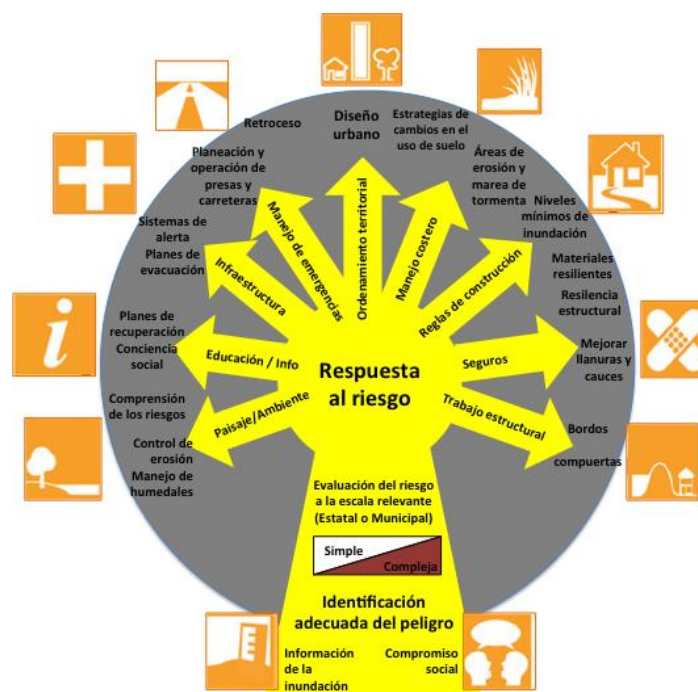 Retroceso
Diseño
urbano
Estrategias de
cambios en el
uso de suelo
Planeación y
operación de
presas y
carreteras
Áreas de
erosión y
marea de
tormenta
Sistemas de
alerta
Planes de
evacuación
Niveles
mínimos de
inundación
Materiales
resilientes
Resilencia
estructural
Planes de
recuperación
Conciencia
social
Mejorar
llanuras y
cauces
Comprensión
de los riesgos
Control de
erosión
Manejo de
humedales
Bordos
compuertas
Paisaje/Ambiente
Educación / Info
Infraestructura
Manejo de emergencias
Ordenamiento territorial
Manejo costero
Reglas de construcción
Seguros
Trabajo estructural
Respuesta
al riesgo
Evaluación del riesgo
a la escala relevante
(Estatal o Municipal)
Simple
Compleja
Identificación
adecuada del peligro
Información
de la
inundación
Compromiso
social
i